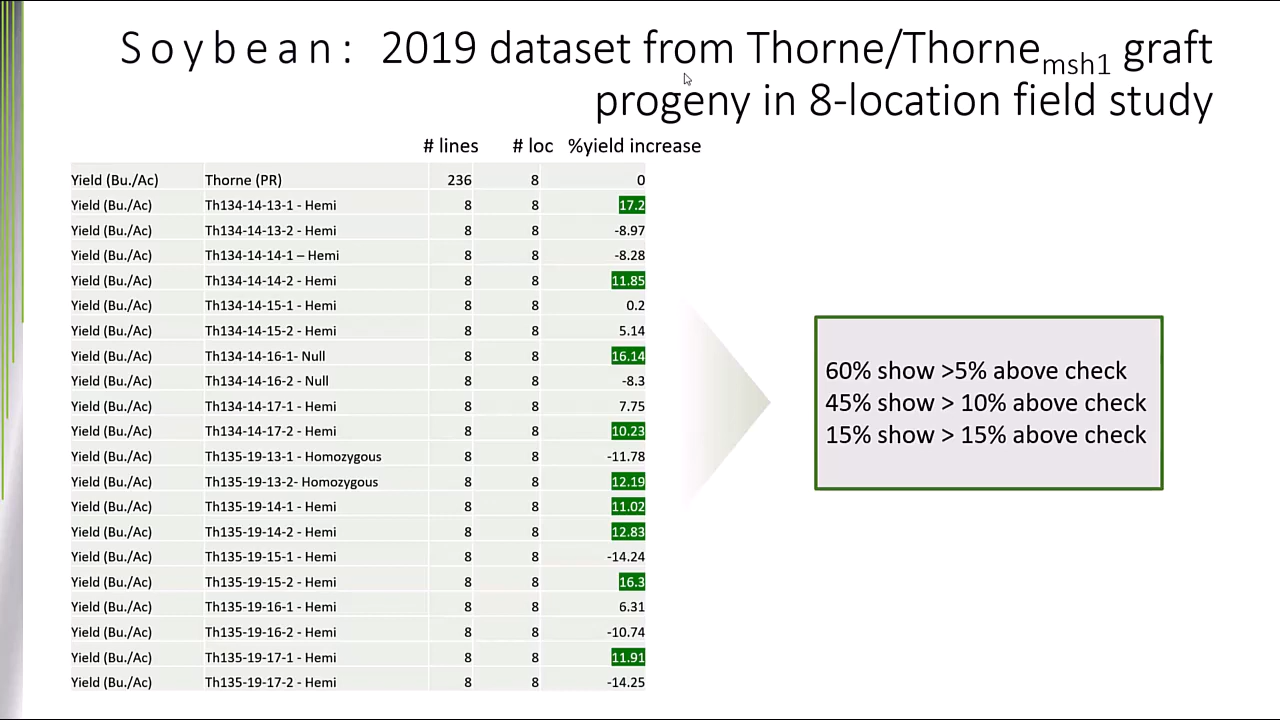 Soybean: 2019 dataset from Thorne/Thornemsh1 graft
progeny in 8-location field study
# lines # loc %yield increase
Yield (Bu./Ac) Thorne (PR) 236 8 0
Yield (Bu./Ac) Th134-14-13-1 - Hemi 8 8 17.2
Yield (Bu./Ac) Th134-14-13-2 - Hemi 8 8 -8.97
Yield (Bu./Ac) Th134-14-14-1 – Hemi 8 8 -8.28
Yield (Bu./Ac) Th134-14-14-2 - Hemi 8 8 11.85
Yield (Bu./Ac) Th134-14-15-1 - Hemi 8 8 0.2
Yield (Bu./Ac) Th134-14-15-2 - Hemi 8 8 5.14
Yield (Bu./Ac) Th134-14-16-1- Null 8 8 16.14
Yield (Bu./Ac) Th134-14-16-2 - Null 8 8 -8.3
Yield (Bu./Ac) Th134-14-17-1 - Hemi 8 8 7.75
Yield (Bu./Ac) Th134-14-17-2 - Hemi 8 8 10.23
Yield (Bu./Ac) Th135-19-13-1 - Homozygous 8 8 -11.78
Yield (Bu./Ac) Th135-19-13-2- Homozygous 8 8 12.19
Yield (Bu./Ac) Th135-19-14-1 - Hemi 8 8 11.02
Yield (Bu./Ac) Th135-19-14-2 - Hemi 8 8 12.83
Yield (Bu./Ac) Th135-19-15-1 - Hemi 8 8 -14.24
Yield (Bu./Ac) Th135-19-15-2 - Hemi 8 8 16.3
Yield (Bu./Ac) Th135-19-16-1 - Hemi 8 8 6.31
Yield (Bu./Ac) Th135-19-16-2 - Hemi 8 8 -10.74
Yield (Bu./Ac) Th135-19-17-1 - Hemi 8 8 11.91
Yield (Bu./Ac) Th135-19-17-2 - Hemi 8 8 -14.25
60% show >5% above check
45% show > 10% above check
15% show > 15% above check